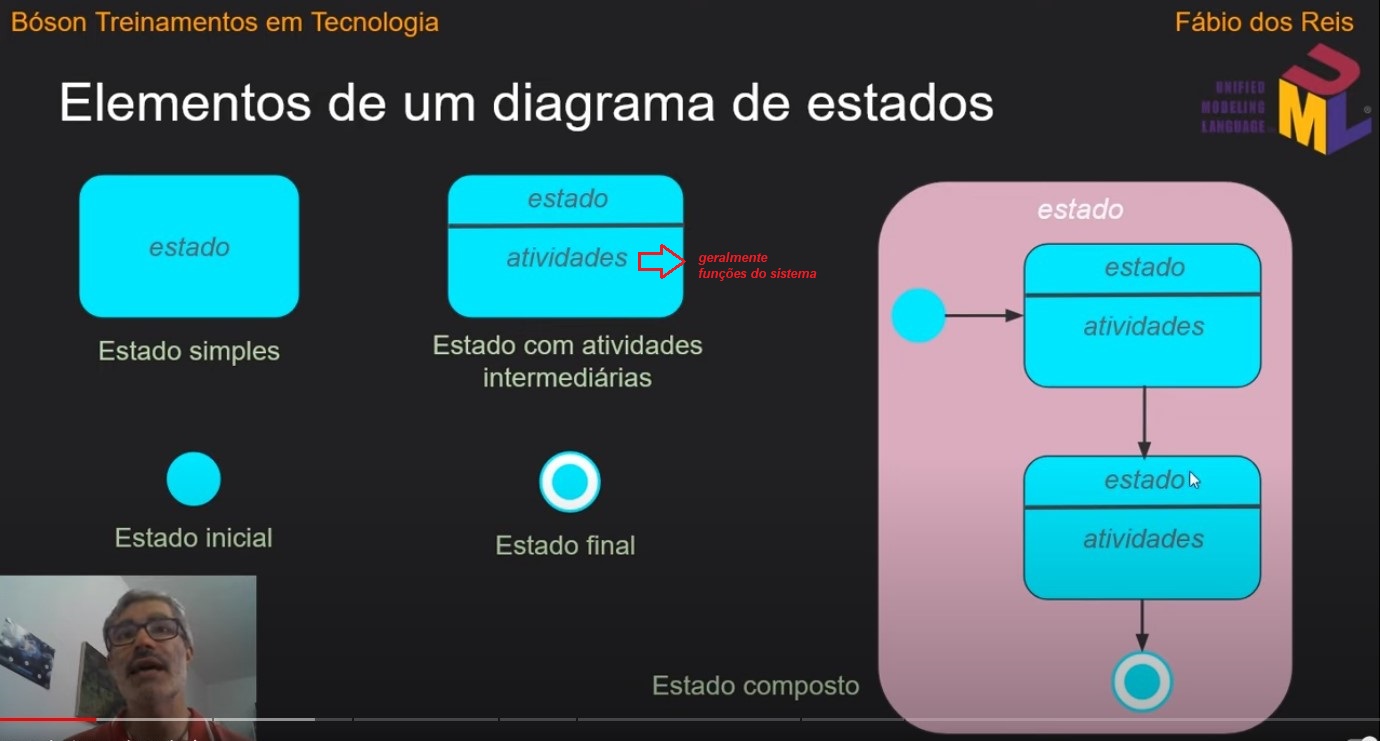 Bóson Treinamentos em Tecnologia
Fábio dos Reis
Elementos de um diagrama de estados
UNIFIED
MODELING
LANGUAGE
UML
®
estado
Estado simples
estado
atividades
geralmente
funções do sistema
Estado com atividades
intermediárias
Estado inicial
Estado final
estado
estado
atividades
estado
atividades
Estado composto